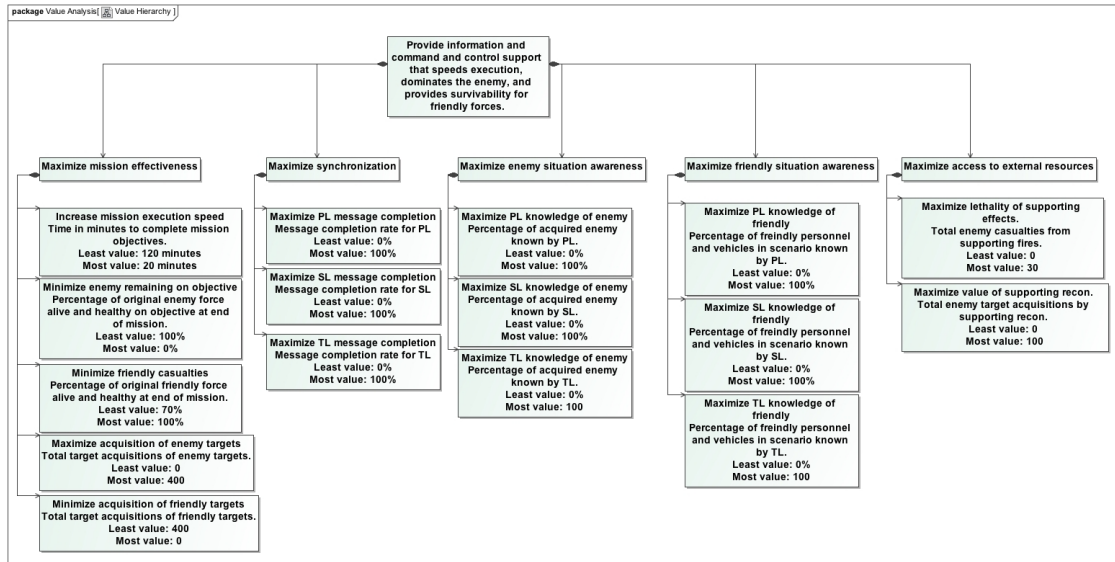 package Value Analysis[ Value Hierarchy ]
Provide information and
command and control support
that speeds execution,
dominates the enemy, and
provides survivability for
friendly forces.
Maximize mission effectiveness
Increase mission execution speed
Time in minutes to complete mission
objectives.
Least value: 120 minutes
Most value: 20 minutes
Minimize enemy remaining on objective
Percentage of original enemy force
alive and healthy on objective at end
of mission.
Least value: 100%
Most value: 0%
Minimize friendly casualties
Percentage of original friendly force
alive and healthy at end of mission.
Least value: 70%
Most value: 100%
Maximize acquisition of enemy targets
Total target acquisitions of enemy targets.
Least value: 0
Most value: 400
Minimize acquisition of friendly targets
Total target acquisitions of friendly targets.
Least value: 400
Most value: 0
Maximize synchronization
Maximize PL message completion
Message completion rate for PL
Least value: 0%
Most value: 100%
Maximize SL message completion
Message completion rate for SL
Least value: 0%
Most value: 100%
Maximize TL message completion
Message completion rate for TL
Least value: 0%
Most value: 100%
Maximize enemy situation awareness
Maximize PL knowledge of enemy
Percentage of acquired enemy
known by PL.
Least value: 0%
Most value: 100%
Maximize SL knowledge of enemy
Percentage of acquired enemy
known by SL.
Least value: 0%
Most value: 100%
Maximize TL knowledge of enemy
Percentage of acquired enemy
known by TL.
Least value: 0%
Most value: 100
Maximize friendly situation awareness
Maximize PL knowledge of
friendly
Percentage of freindly personnel
and vehicles in scenario known
by PL.
Least value: 0%
Most value: 100%
Maximize SL knowledge of
friendly
Percentage of freindly personnel
and vehicles in scenario known
by SL.
Least value: 0%
Most value: 100%
Maximize TL knowledge of
friendly
Percentage of freindly personnel
and vehicles in scenario known
by TL.
Least value: 0%
Most value: 100
Maximize access to external resources
Maximize lethality of supporting
effects.
Total enemy casualties from
supporting fires.
Least value: 0
Most value: 30
Maximize value of supporting recon.
Total enemy target acquisitions by
supporting recon.
Least value: 0
Most value: 100